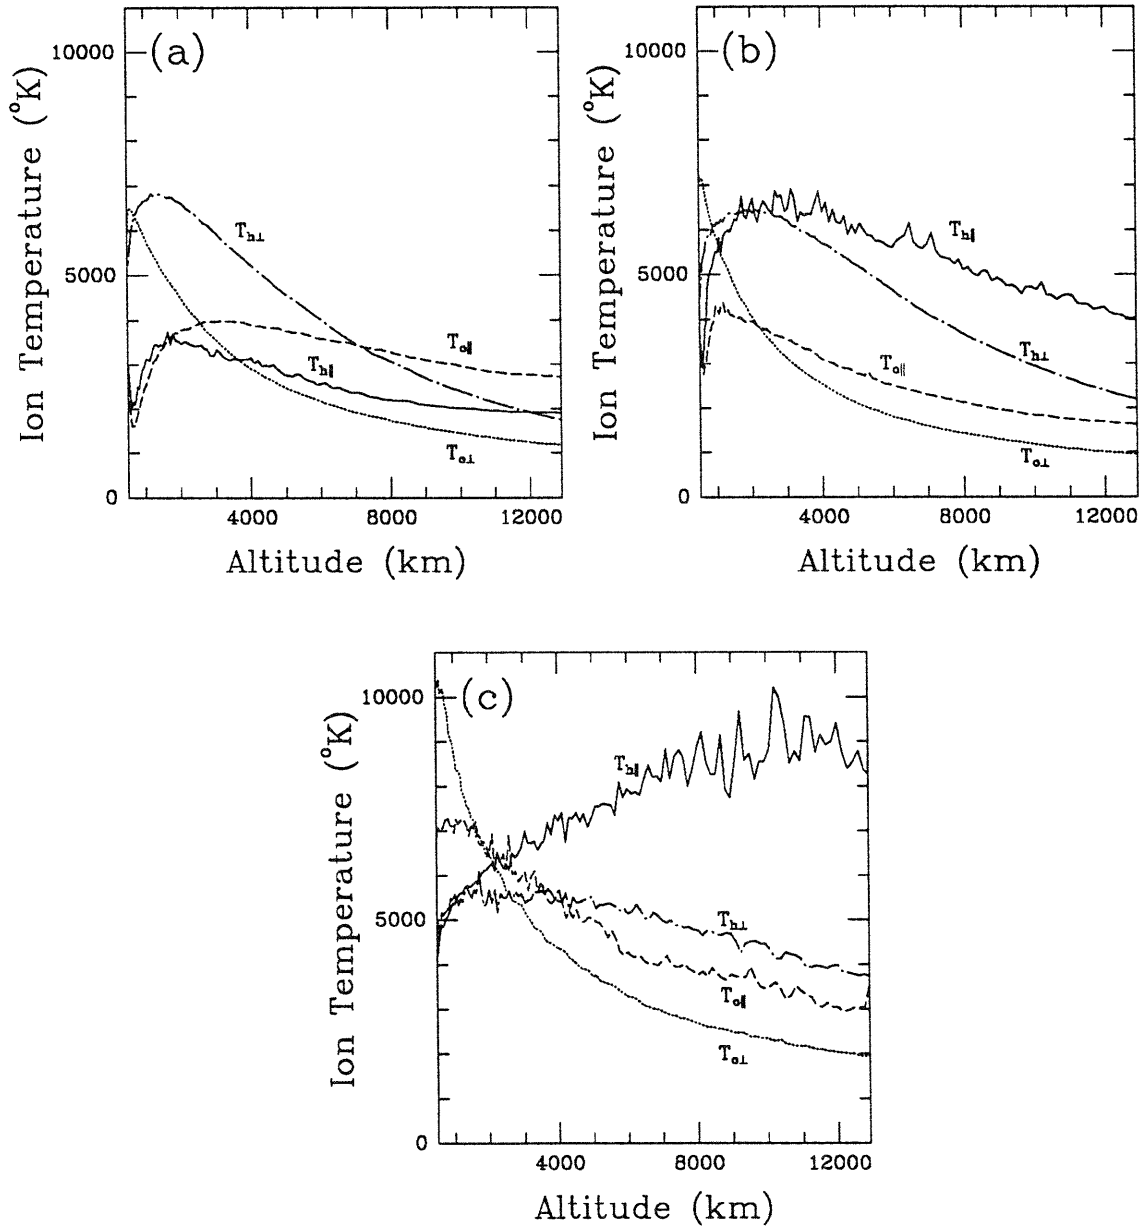 (a)
10000
5000
0
Ion Temperature (°K)
T_h⊥
T_o∥
T_h∥
T_o⊥
4000 8000 12000
Altitude (km)
(b)
10000
5000
0
Ion Temperature (°K)
T_h∥
T_h⊥
T_o∥
T_o⊥
4000 8000 12000
Altitude (km)
(c)
10000
5000
0
Ion Temperature (°K)
T_h∥
T_h⊥
T_o∥
T_o⊥
4000 8000 12000
Altitude (km)